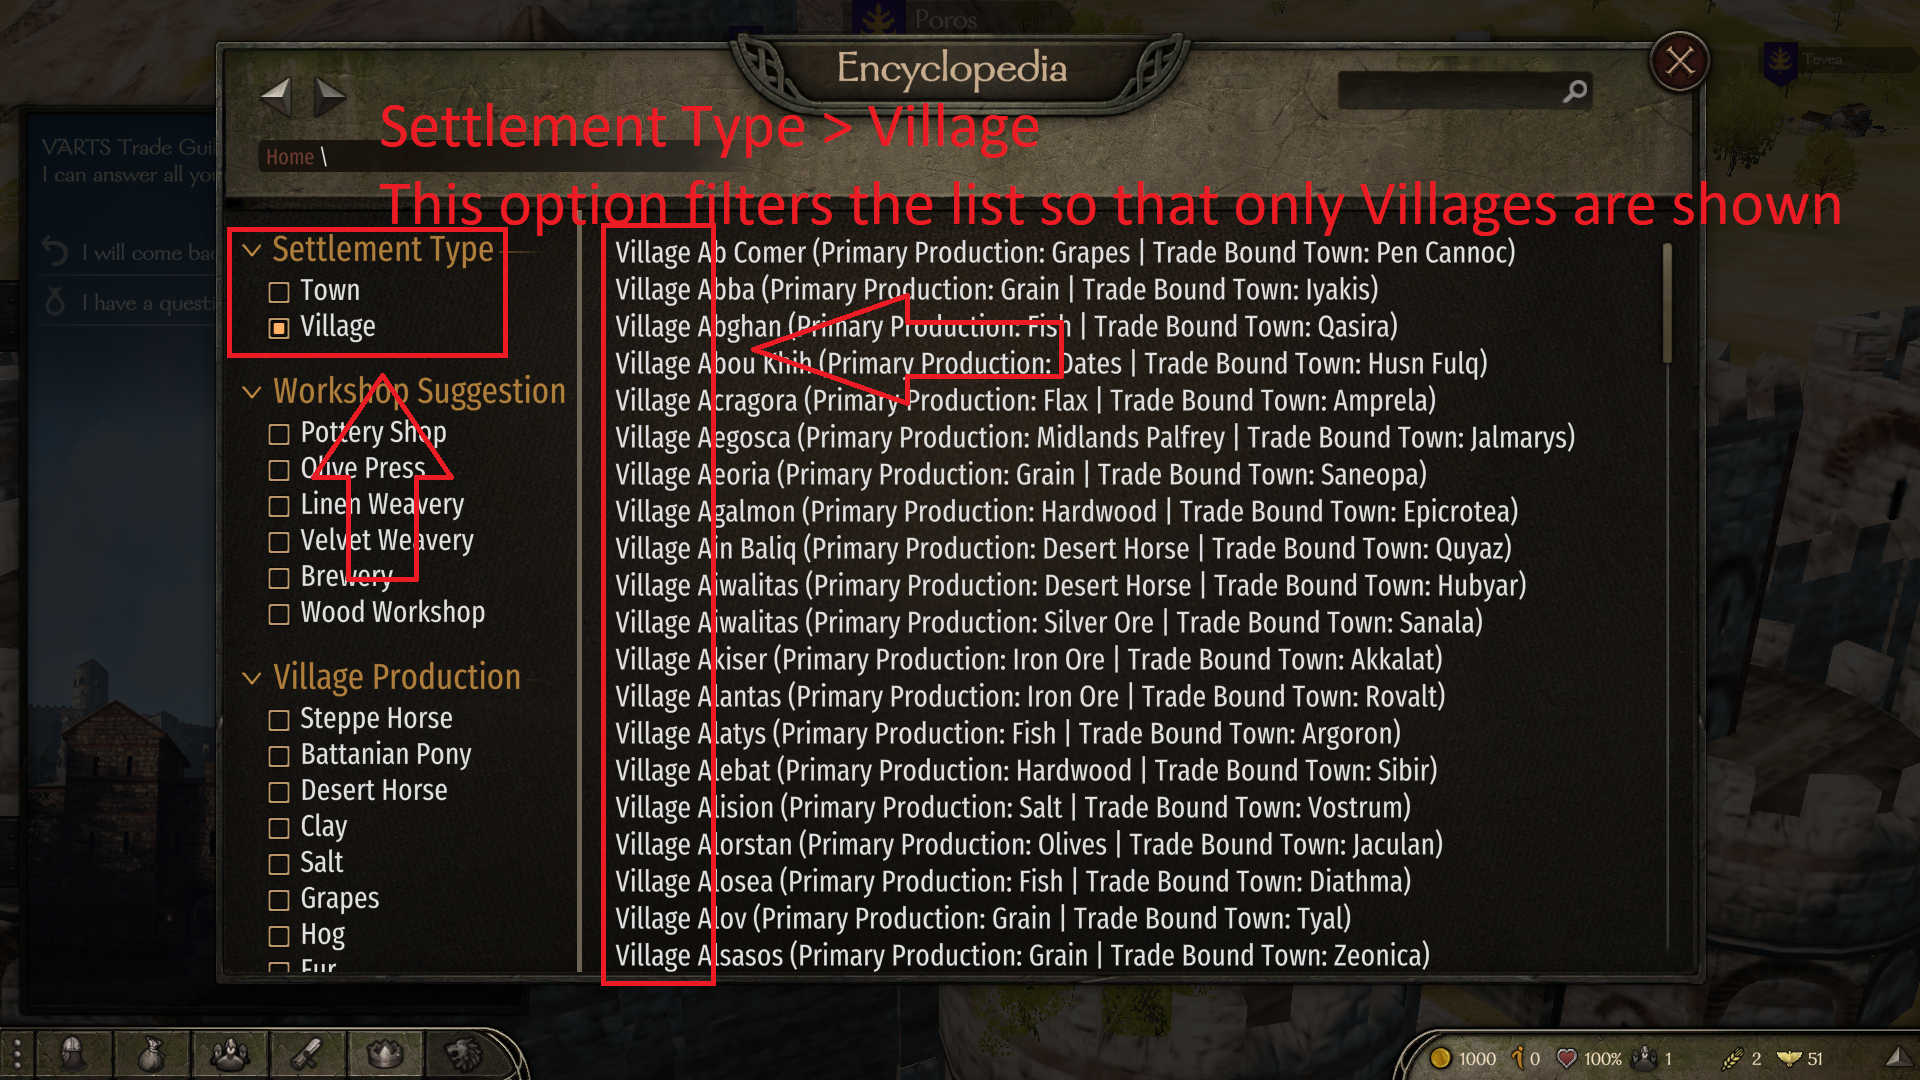 Poros
Encyclopedia
Tevea
Settlement Type > Village
VARTS Trade Gui
I can answer all yo
Home \
This option filters the list so that only Villages are shown
I will come ba
I have a questi
Settlement Type
Town
Village
Workshop Suggestion
Pottery Shop
Olive Press
Linen Weavery
Velvet Weavery
Brewery
Wood Workshop
Village Production
Steppe Horse
Battanian Pony
Desert Horse
Clay
Salt
Grapes
Hog
Fur
Village Ab Comer (Primary Production: Grapes | Trade Bound Town: Pen Cannoc)
Village Abba (Primary Production: Grain | Trade Bound Town: Iyakis)
Village Abghan (Primary Production: Fish | Trade Bound Town: Qasira)
Village Abou Khih (Primary Production: Dates | Trade Bound Town: Husn Fulq)
Village Acragora (Primary Production: Flax | Trade Bound Town: Amprela)
Village Aegosca (Primary Production: Midlands Palfrey | Trade Bound Town: Jalmarys)
Village Aeoria (Primary Production: Grain | Trade Bound Town: Saneopa)
Village Agalmon (Primary Production: Hardwood | Trade Bound Town: Epicrotea)
Village Ain Baliq (Primary Production: Desert Horse | Trade Bound Town: Quyaz)
Village Aiwalitas (Primary Production: Desert Horse | Trade Bound Town: Hubyar)
Village Aiwalitas (Primary Production: Silver Ore | Trade Bound Town: Sanala)
Village Akiser (Primary Production: Iron Ore | Trade Bound Town: Akkalat)
Village Alantas (Primary Production: Iron Ore | Trade Bound Town: Rovalt)
Village Alatys (Primary Production: Fish | Trade Bound Town: Argoron)
Village Alebat (Primary Production: Hardwood | Trade Bound Town: Sibir)
Village Alision (Primary Production: Salt | Trade Bound Town: Vostrum)
Village Alorstan (Primary Production: Olives | Trade Bound Town: Jaculan)
Village Alosea (Primary Production: Fish | Trade Bound Town: Diathma)
Village Alov (Primary Production: Grain | Trade Bound Town: Tyal)
Village Alsasos (Primary Production: Grain | Trade Bound Town: Zeonica)
1000 0 100% 1 2 51